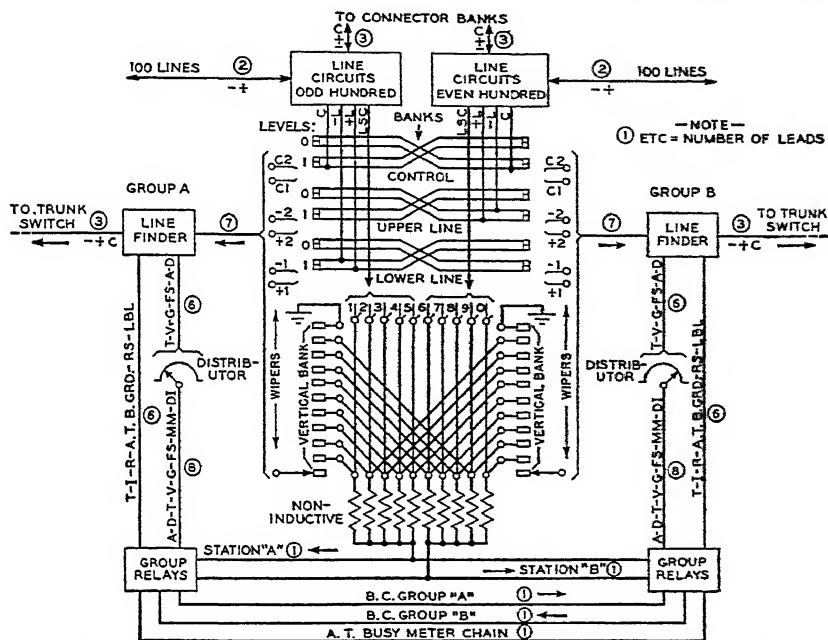 TO CONNECTOR BANKS
C + - ③
C + - ③
100 LINES ② - +
LINE CIRCUITS ODD HUNDRED
LINE CIRCUITS EVEN HUNDRED
② - + 100 LINES
C -L +L LSC
LSC +L -L C
— NOTE —
① ETC = NUMBER OF LEADS
LEVELS:
BANKS
0
1
CONTROL
C2
C1
C2
C1
0
1
UPPER LINE
-2
+2
-2
+2
0
1
LOWER LINE
-1
+1
-1
+1
GROUP A
GROUP B
TO TRUNK SWITCH
③
- + C
LINE FINDER
⑦
⑦
LINE FINDER
③
- + C
TO TRUNK SWITCH
1 2 3 4 5 6 7 8 9 0
T-V-G-FS-A-D
⑥
T-V-G-FS-A-D
⑥
DISTRIBUTOR
WIPERS
VERTICAL BANK
VERTICAL BANK
WIPERS
DISTRIBUTOR
T-I-R-A.T.B.GRD-RS-LBL
⑥
A-D-T-V-G-FS-MM-DI
⑧
A-D-T-V-G-FS-MM-DI
⑧
T-I-R-A.T.B.GRD-RS-LBL
⑥
NON-INDUCTIVE
STATION "A" ①
STATION "B" ①
GROUP RELAYS
GROUP RELAYS
B.C. GROUP "A" ①
B.C. GROUP "B" ①
A.T. BUSY METER CHAIN ①